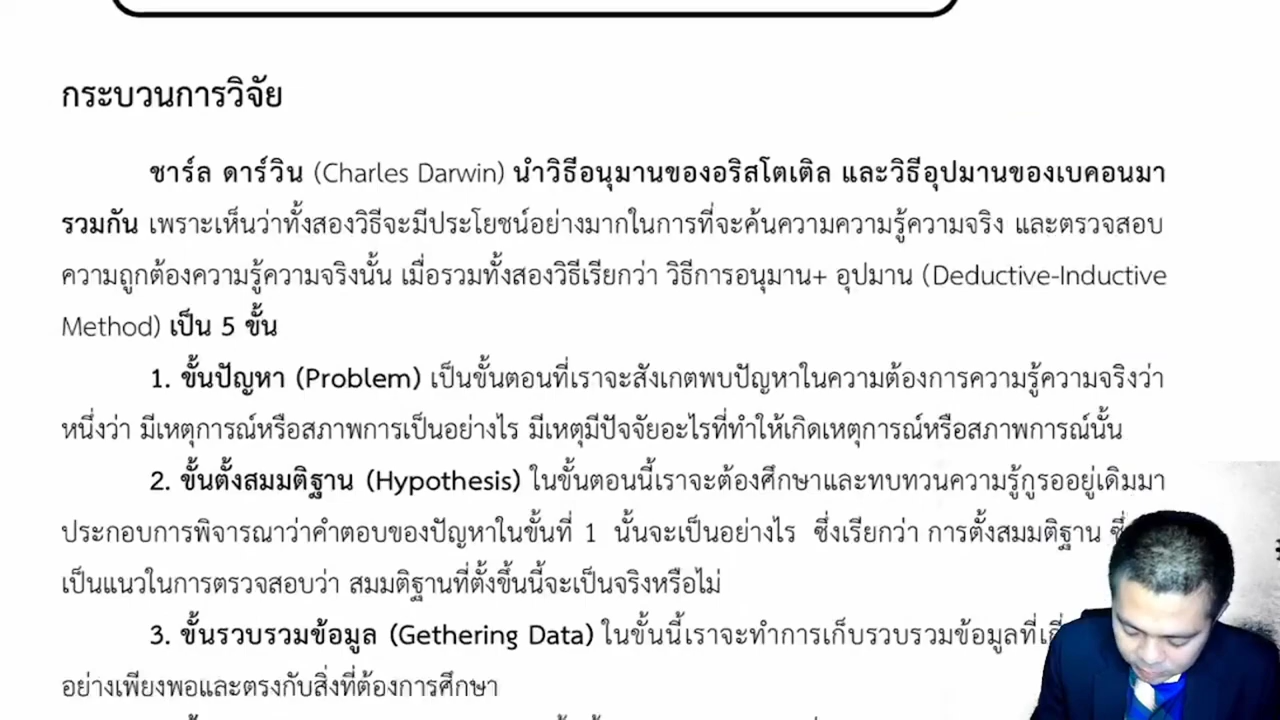 กระบวนการวิจัย
ชาร์ล ดาร์วิน (Charles Darwin) นำวิธีอนุมานของอริสโตเติล และวิธีอุปมานของเบคอนมา
รวมกัน เพราะเห็นว่าทั้งสองวิธีจะมีประโยชน์อย่างมากในการที่จะค้นความความรู้ความจริง และตรวจสอบ
ความถูกต้องความรู้ความจริงนั้น เมื่อรวมทั้งสองวิธีเรียกว่า วิธีการอนุมาน+ อุปมาน (Deductive-Inductive
Method) เป็น 5 ขั้น
1. ขั้นปัญหา (Problem) เป็นขั้นตอนที่เราจะสังเกตพบปัญหาในความต้องการความรู้ความจริงว่า
หนึ่งว่า มีเหตุการณ์หรือสภาพการเป็นอย่างไร มีเหตุมีปัจจัยอะไรที่ทำให้เกิดเหตุการณ์หรือสภาพการณ์นั้น
2. ขั้นตั้งสมมติฐาน (Hypothesis) ในขั้นตอนนี้เราจะต้องศึกษาและทบทวนความรู้กูรออยู่เดิมมา
ประกอบการพิจารณาว่าคำตอบของปัญหาในขั้นที่ 1 นั้นจะเป็นอย่างไร ซึ่งเรียกว่า การตั้งสมมติฐาน
เป็นแนวในการตรวจสอบว่า สมมติฐานที่ตั้งขึ้นนี้จะเป็นจริงหรือไม่
3. ขั้นรวบรวมข้อมูล (Gethering Data) ในขั้นนี้เราจะทำการเก็บรวบรวมข้อมูลที่
อย่างเพียงพอและตรงกับสิ่งที่ต้องการศึกษา